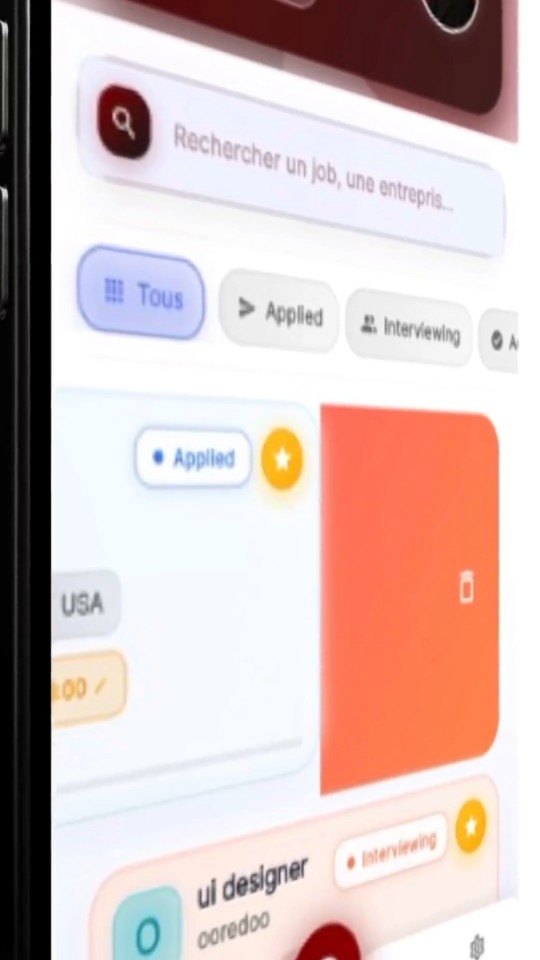 Rechercher un job, une entrepris...
Tous
Applied
Interviewing
Applied
USA
Interviewing
ui designer
O
ooredoo